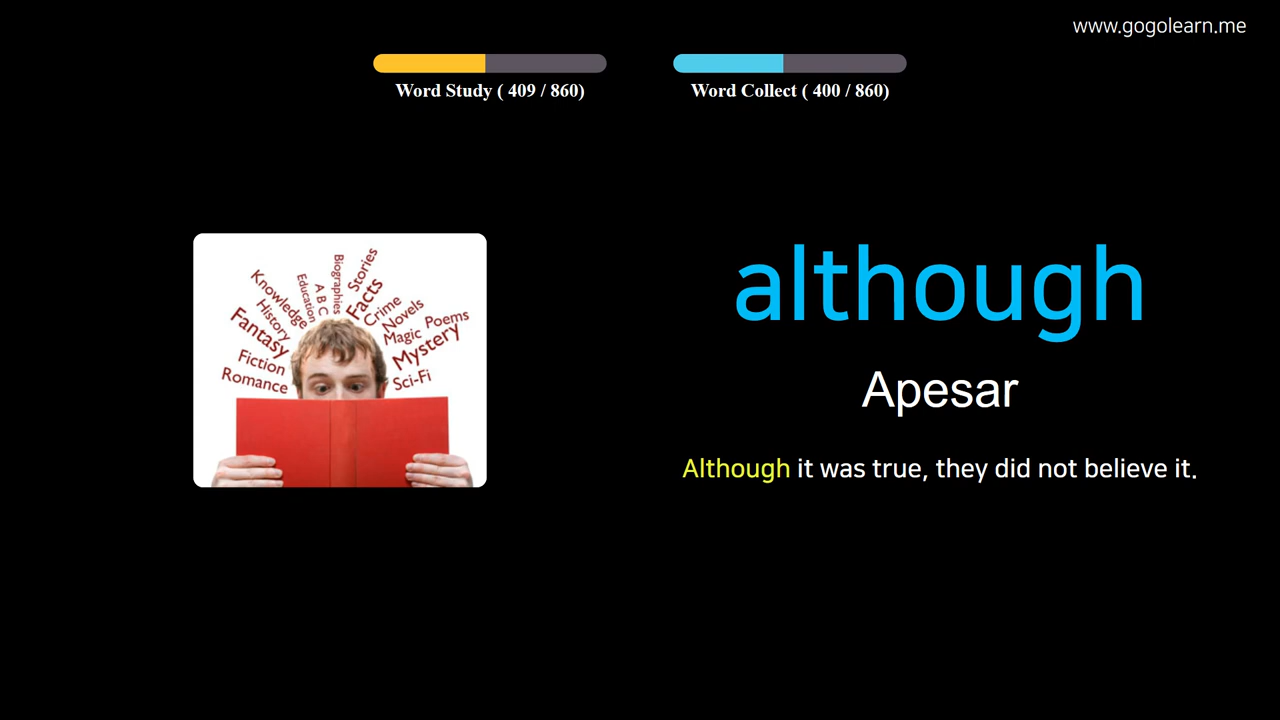 www.gogolearn.me
Word Study ( 409 / 860)
Word Collect ( 400 / 860)
Stories
Biographies
Facts
A B C
Education
Knowledge
History
Crime
Novels
Poems
Magic
Fantasy
Mystery
Fiction
Romance
Sci-Fi
although
Apesar
Although it was true, they did not believe it.